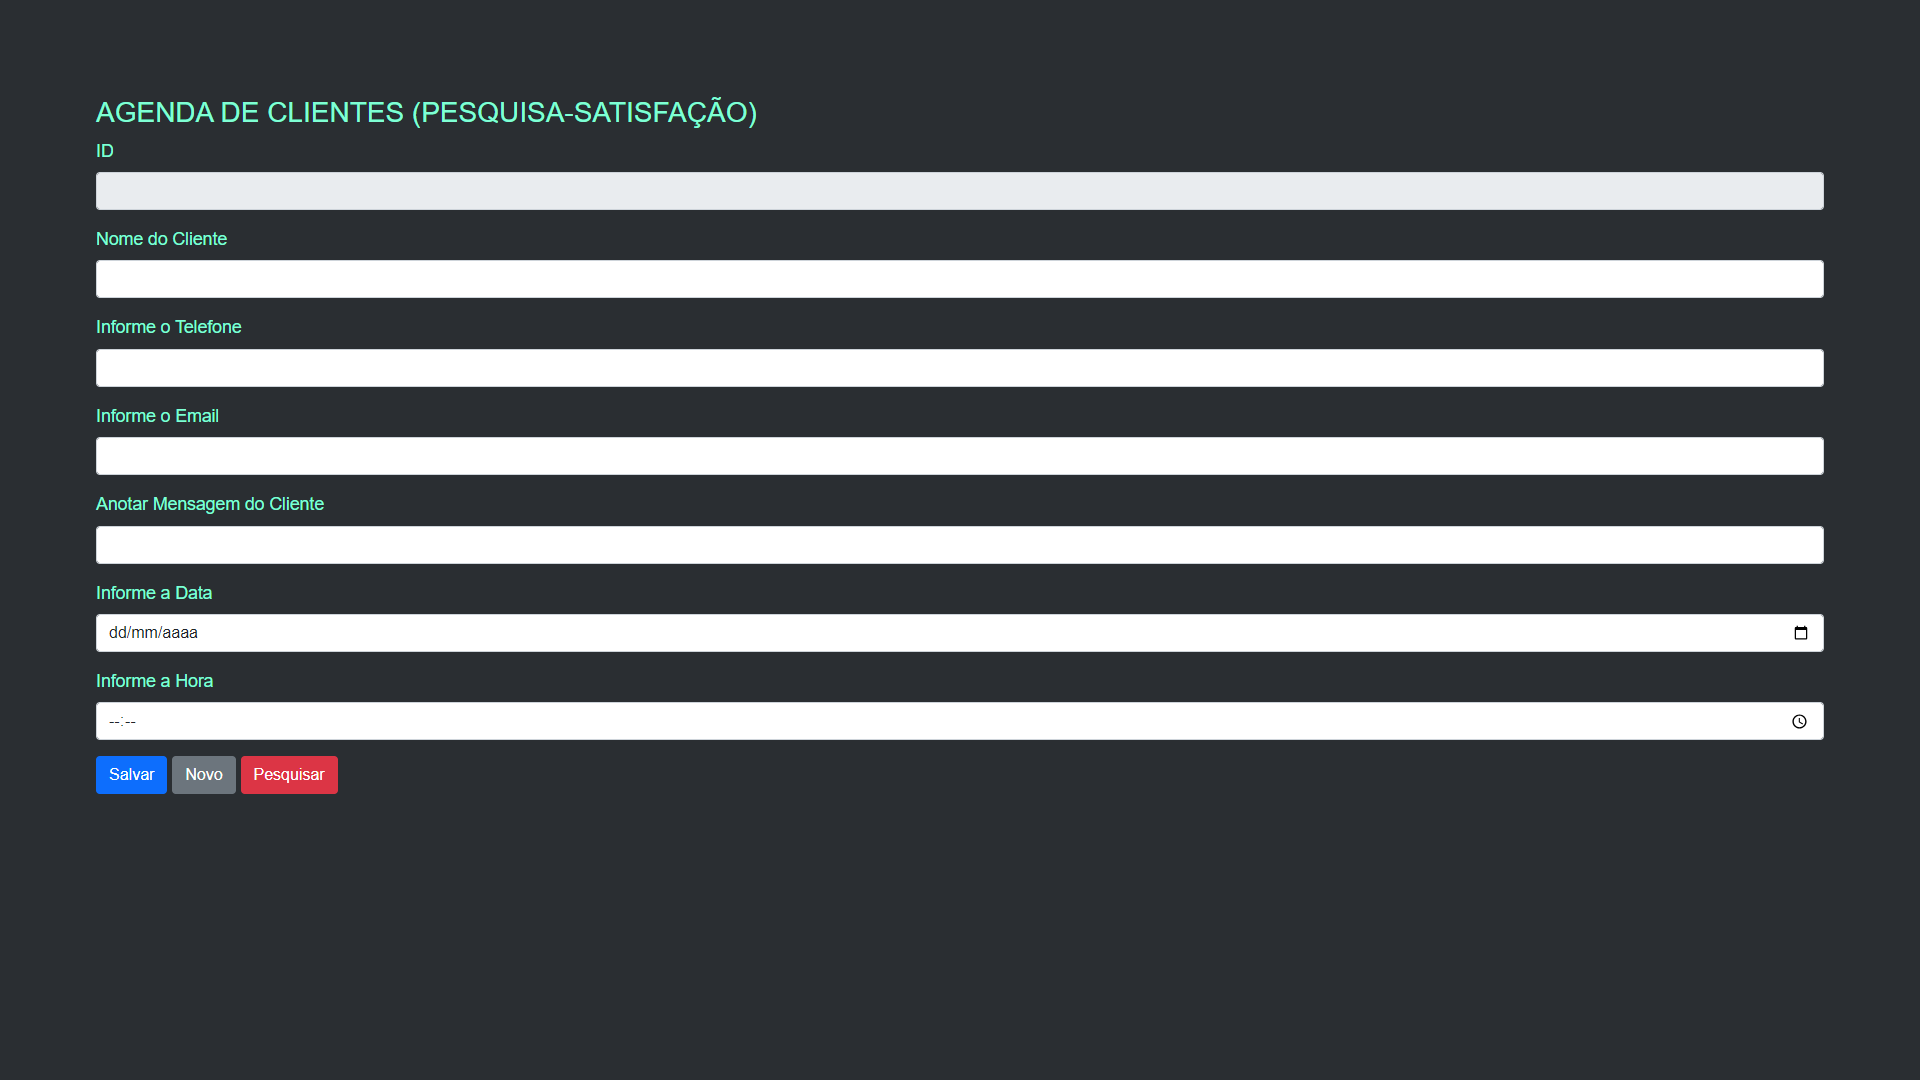 AGENDA DE CLIENTES (PESQUISA-SATISFAÇÃO)
ID
Nome do Cliente
Informe o Telefone
Informe o Email
Anotar Mensagem do Cliente
Informe a Data
dd/mm/aaaa
Informe a Hora
--:--
Salvar Novo Pesquisar